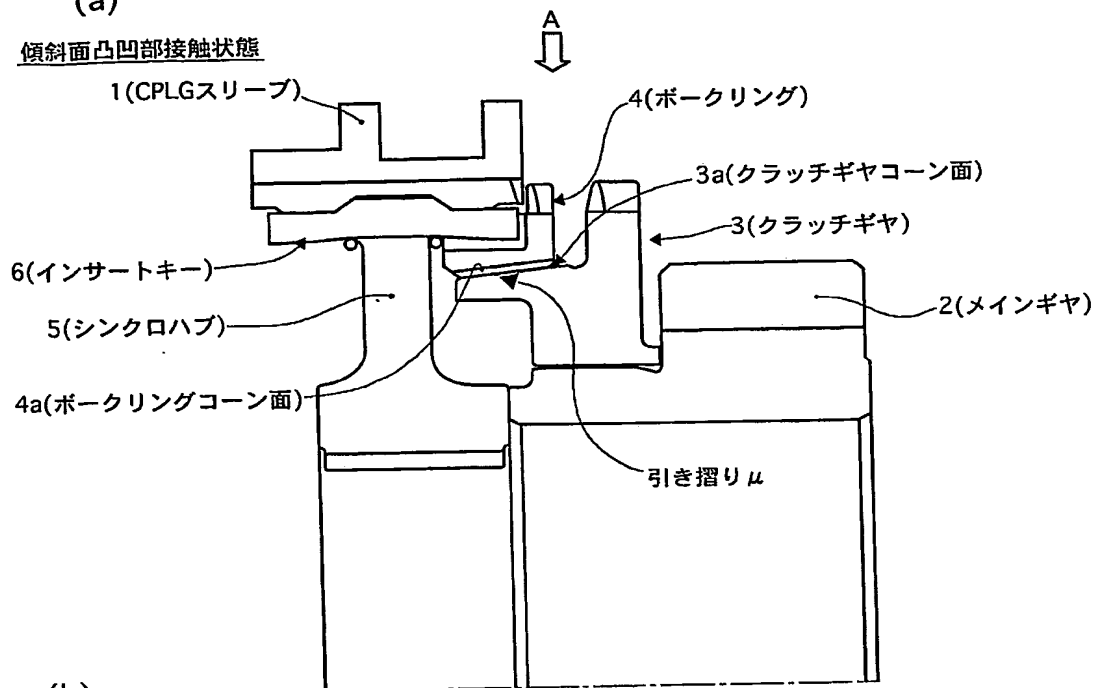 (a)
A
傾斜面凸凹部接触状態
1(CPLGスリーブ)
4(ボークリング)
3a(クラッチギヤコーン面)
3(クラッチギヤ)
6(インサートキー)
2(メインギヤ)
5(シンクロハブ)
4a(ボークリングコーン面)
引き摺りμ
(b)